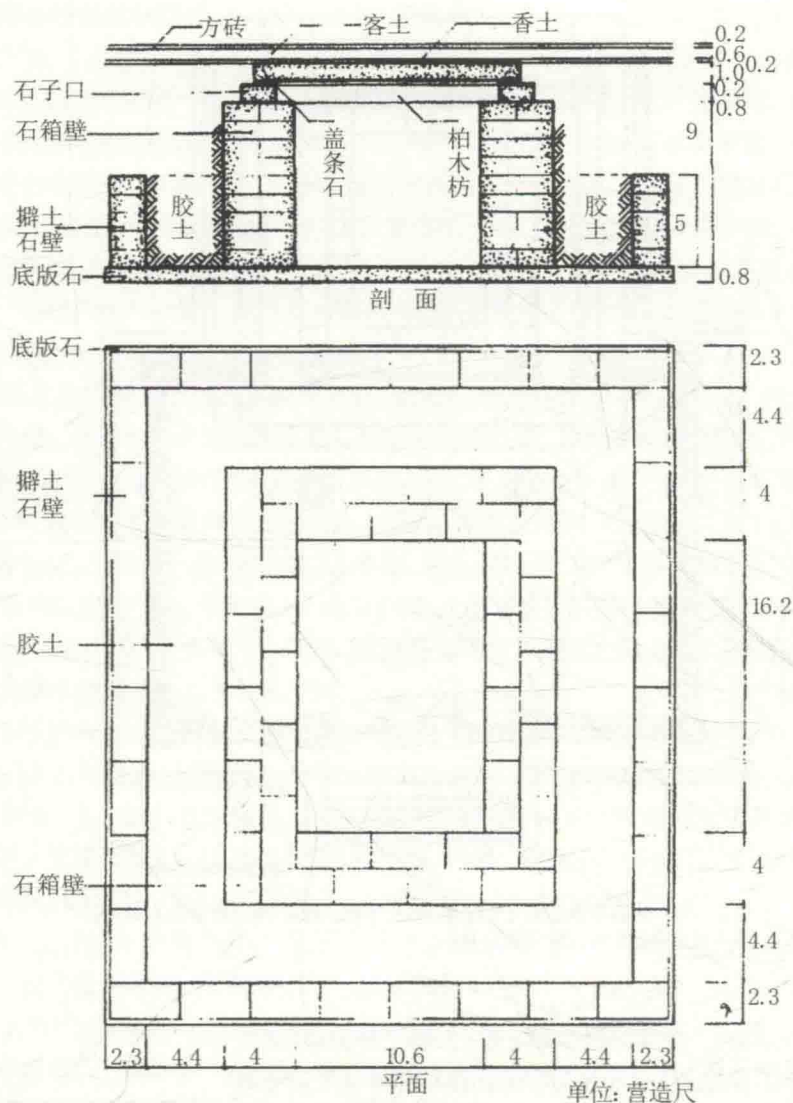 方砖
客土
香土
0.2
0.6
0.2
1.0
0.2
0.8
石子口
石箱壁
盖条石
柏木枋
9
胶土
胶土
5
擗土石壁
底版石
0.8
剖 面
底版石
2.3
4.4
擗土石壁
4
16.2
胶土
石箱壁
4
4.4
2.3
2.3
4.4
4
10.6
4
4.4
2.3
平面
单位: 营造尺